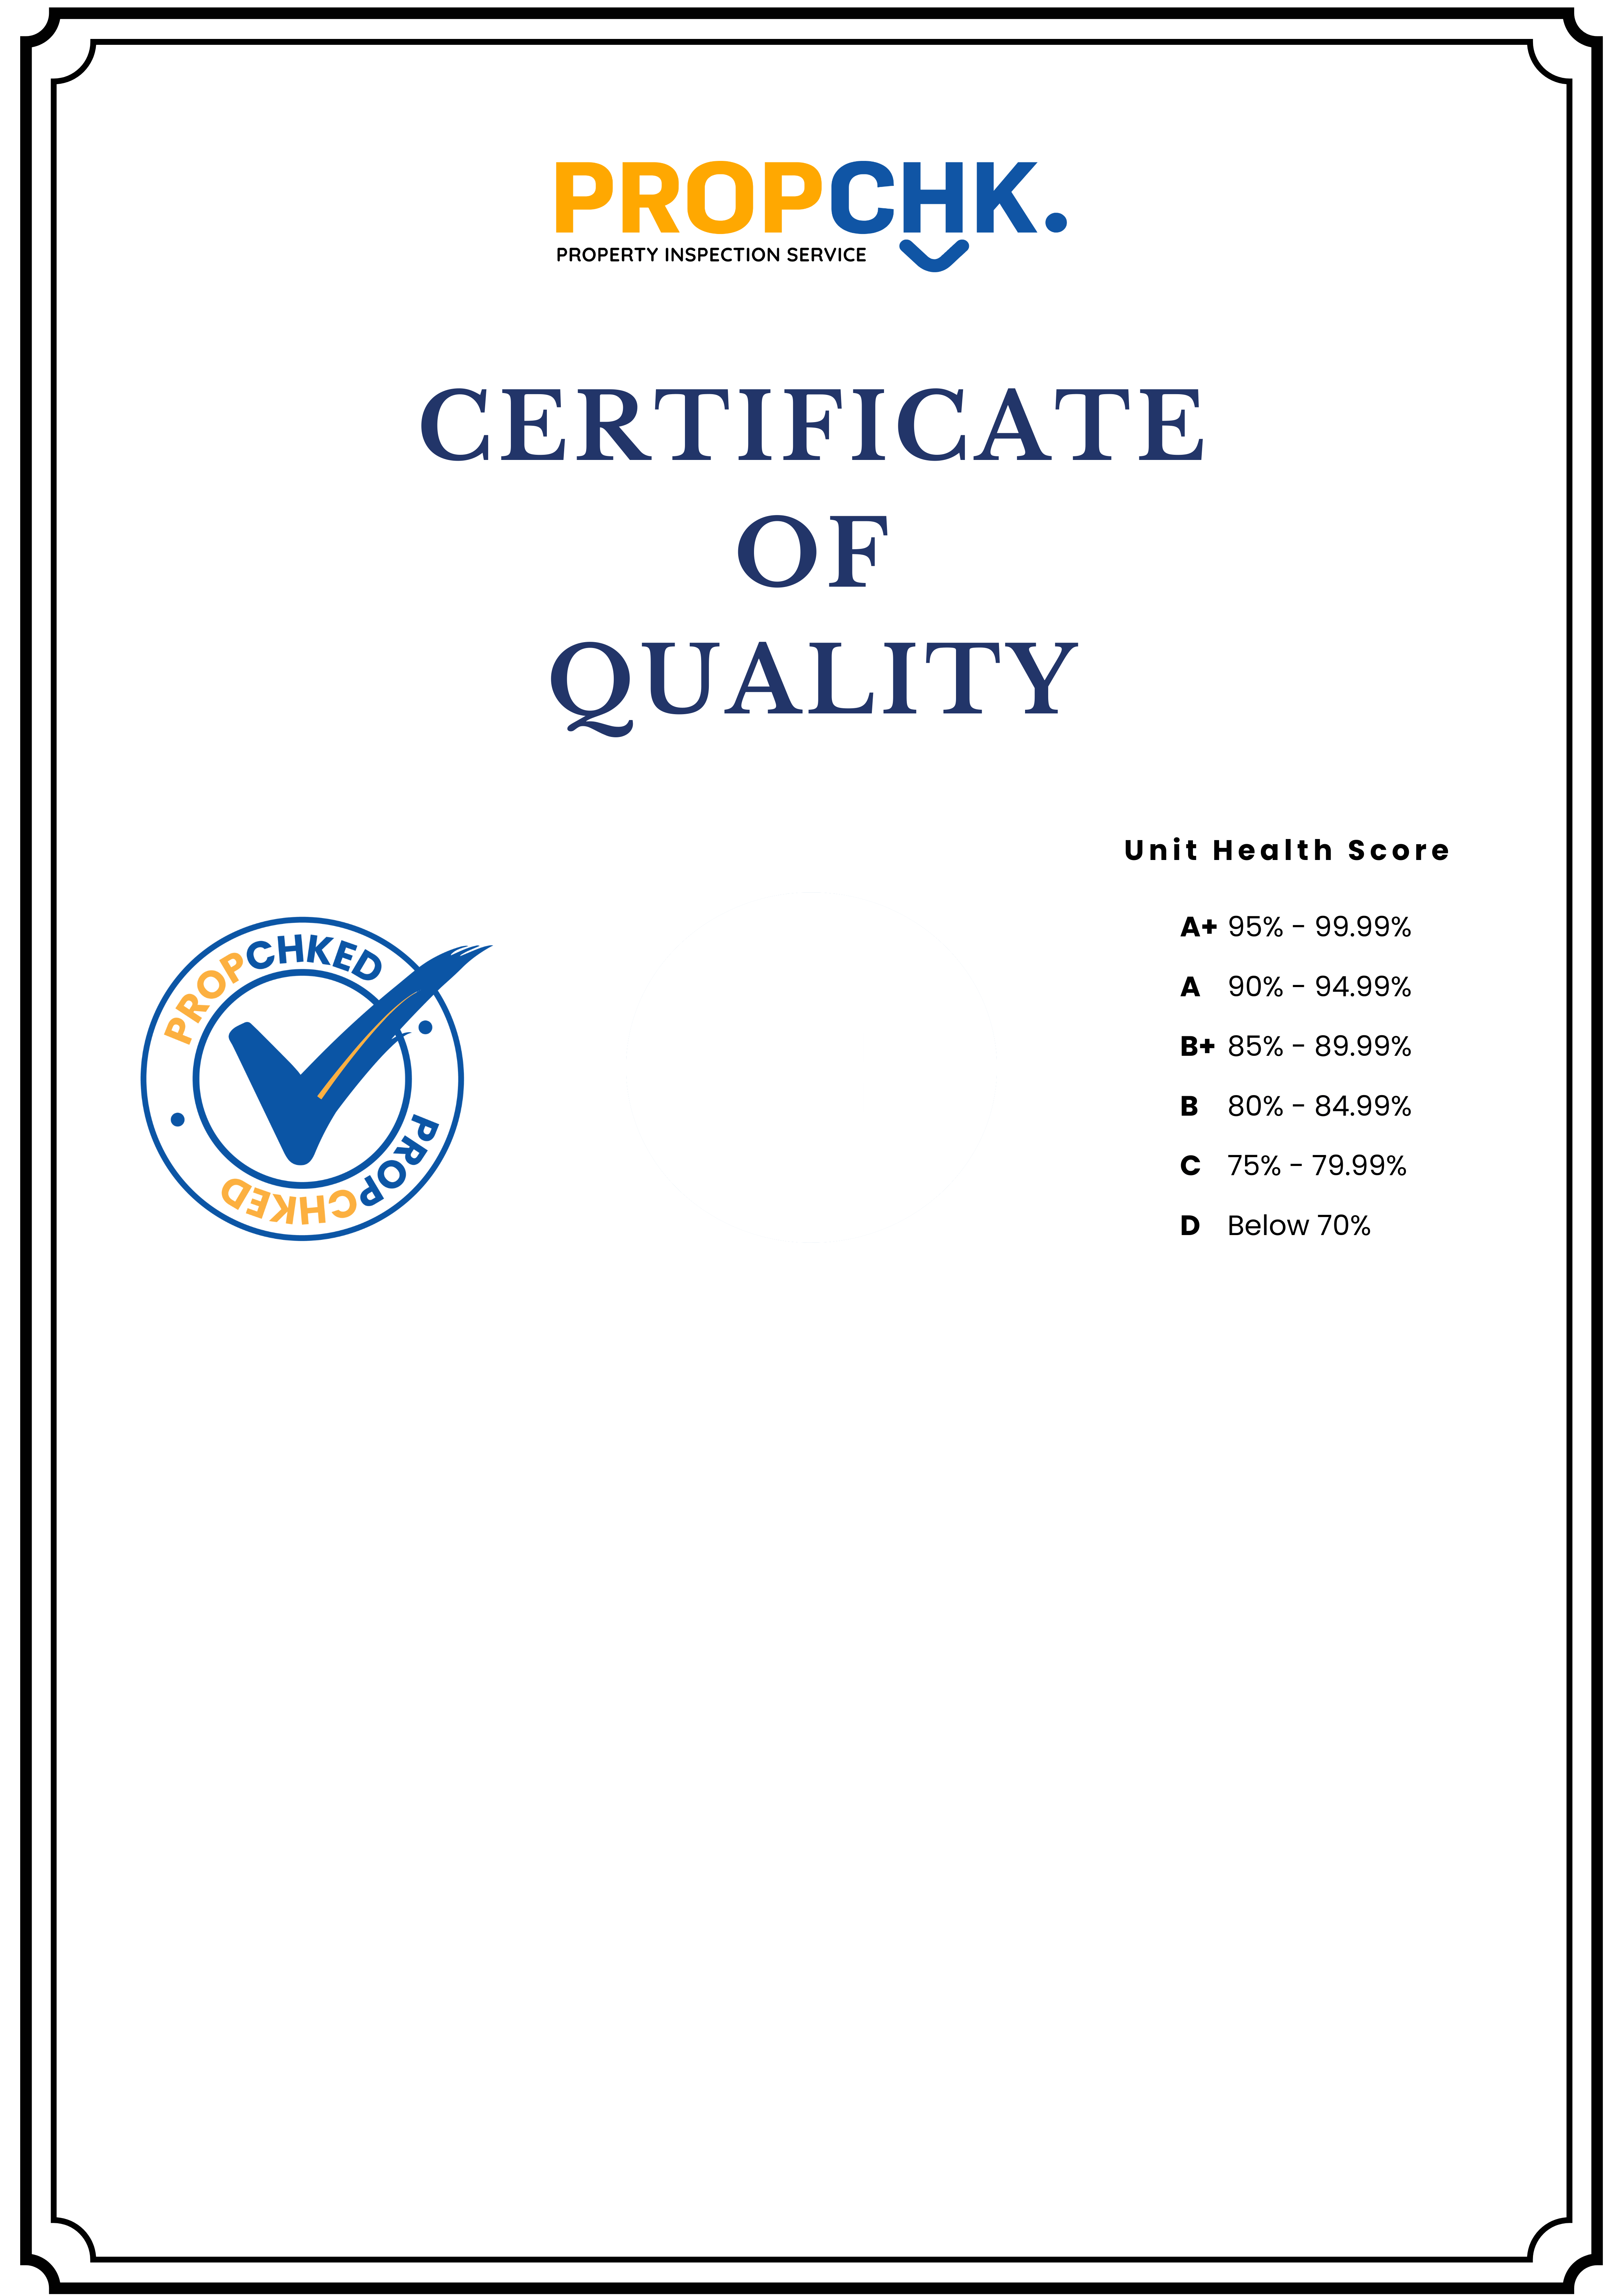 PROPCHK.
PROPERTY INSPECTION SERVICE
CERTIFICATE
OF
QUALITY
Unit Health Score
PROPCHKED
PROPCHKED
A+ 95% - 99.99%
A 90% - 94.99%
B+ 85% - 89.99%
B 80% - 84.99%
C 75% - 79.99%
D Below 70%